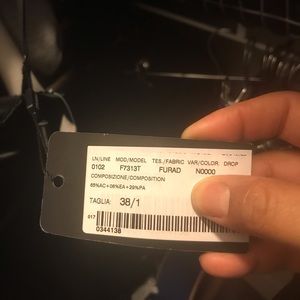 LN/LINE MOD/MODEL TES./FABRIC VAR/COLOR DROP
0102 F7313T FURAD N0000
COMPOSIZIONE/COMPOSITION
65%AC+06%EA+29%PA
TAGLIA: 38/1
017
0344138